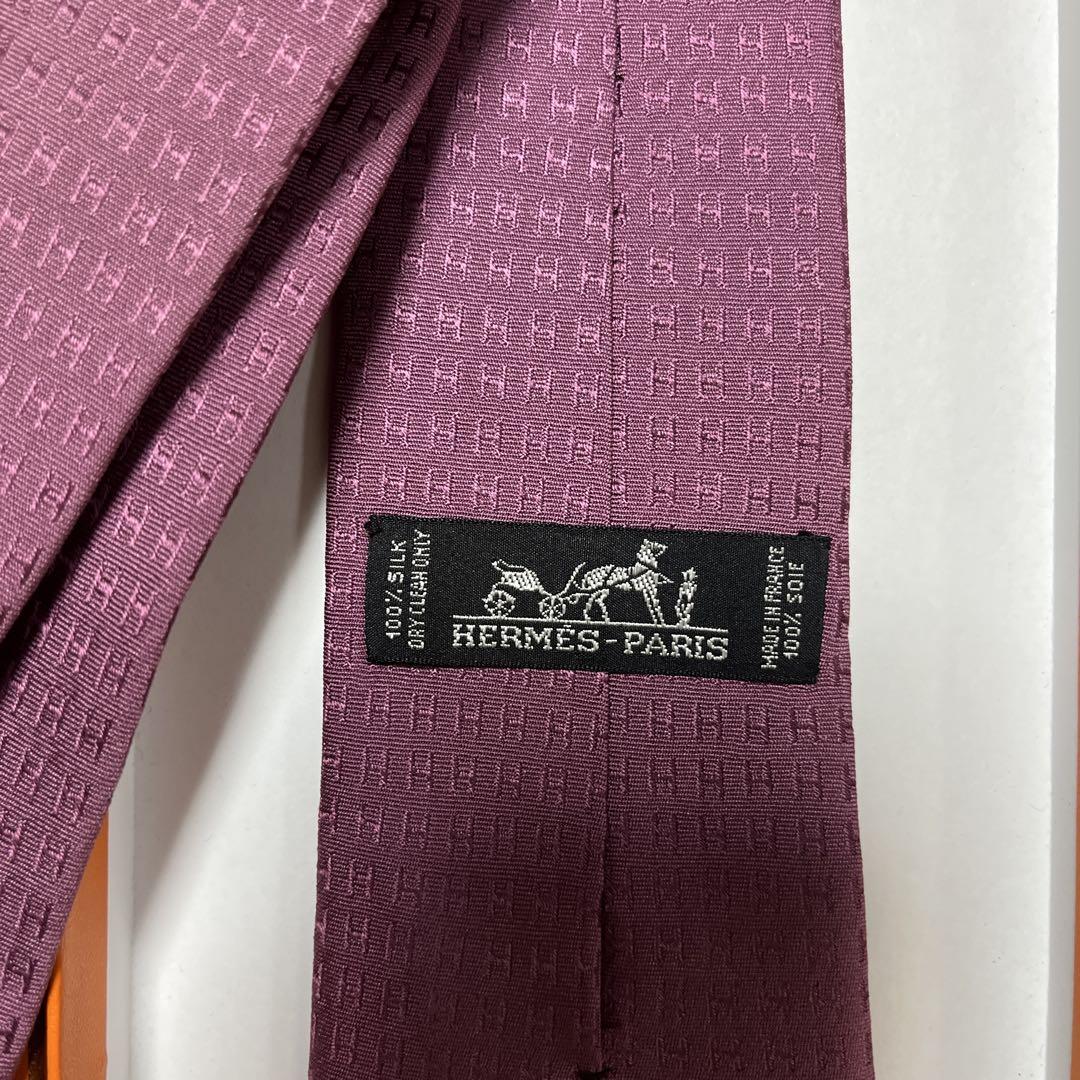 100% SILK
DRY CLEAN ONLY
HERMÈS-PARIS
MADE IN FRANCE
100% SOIE